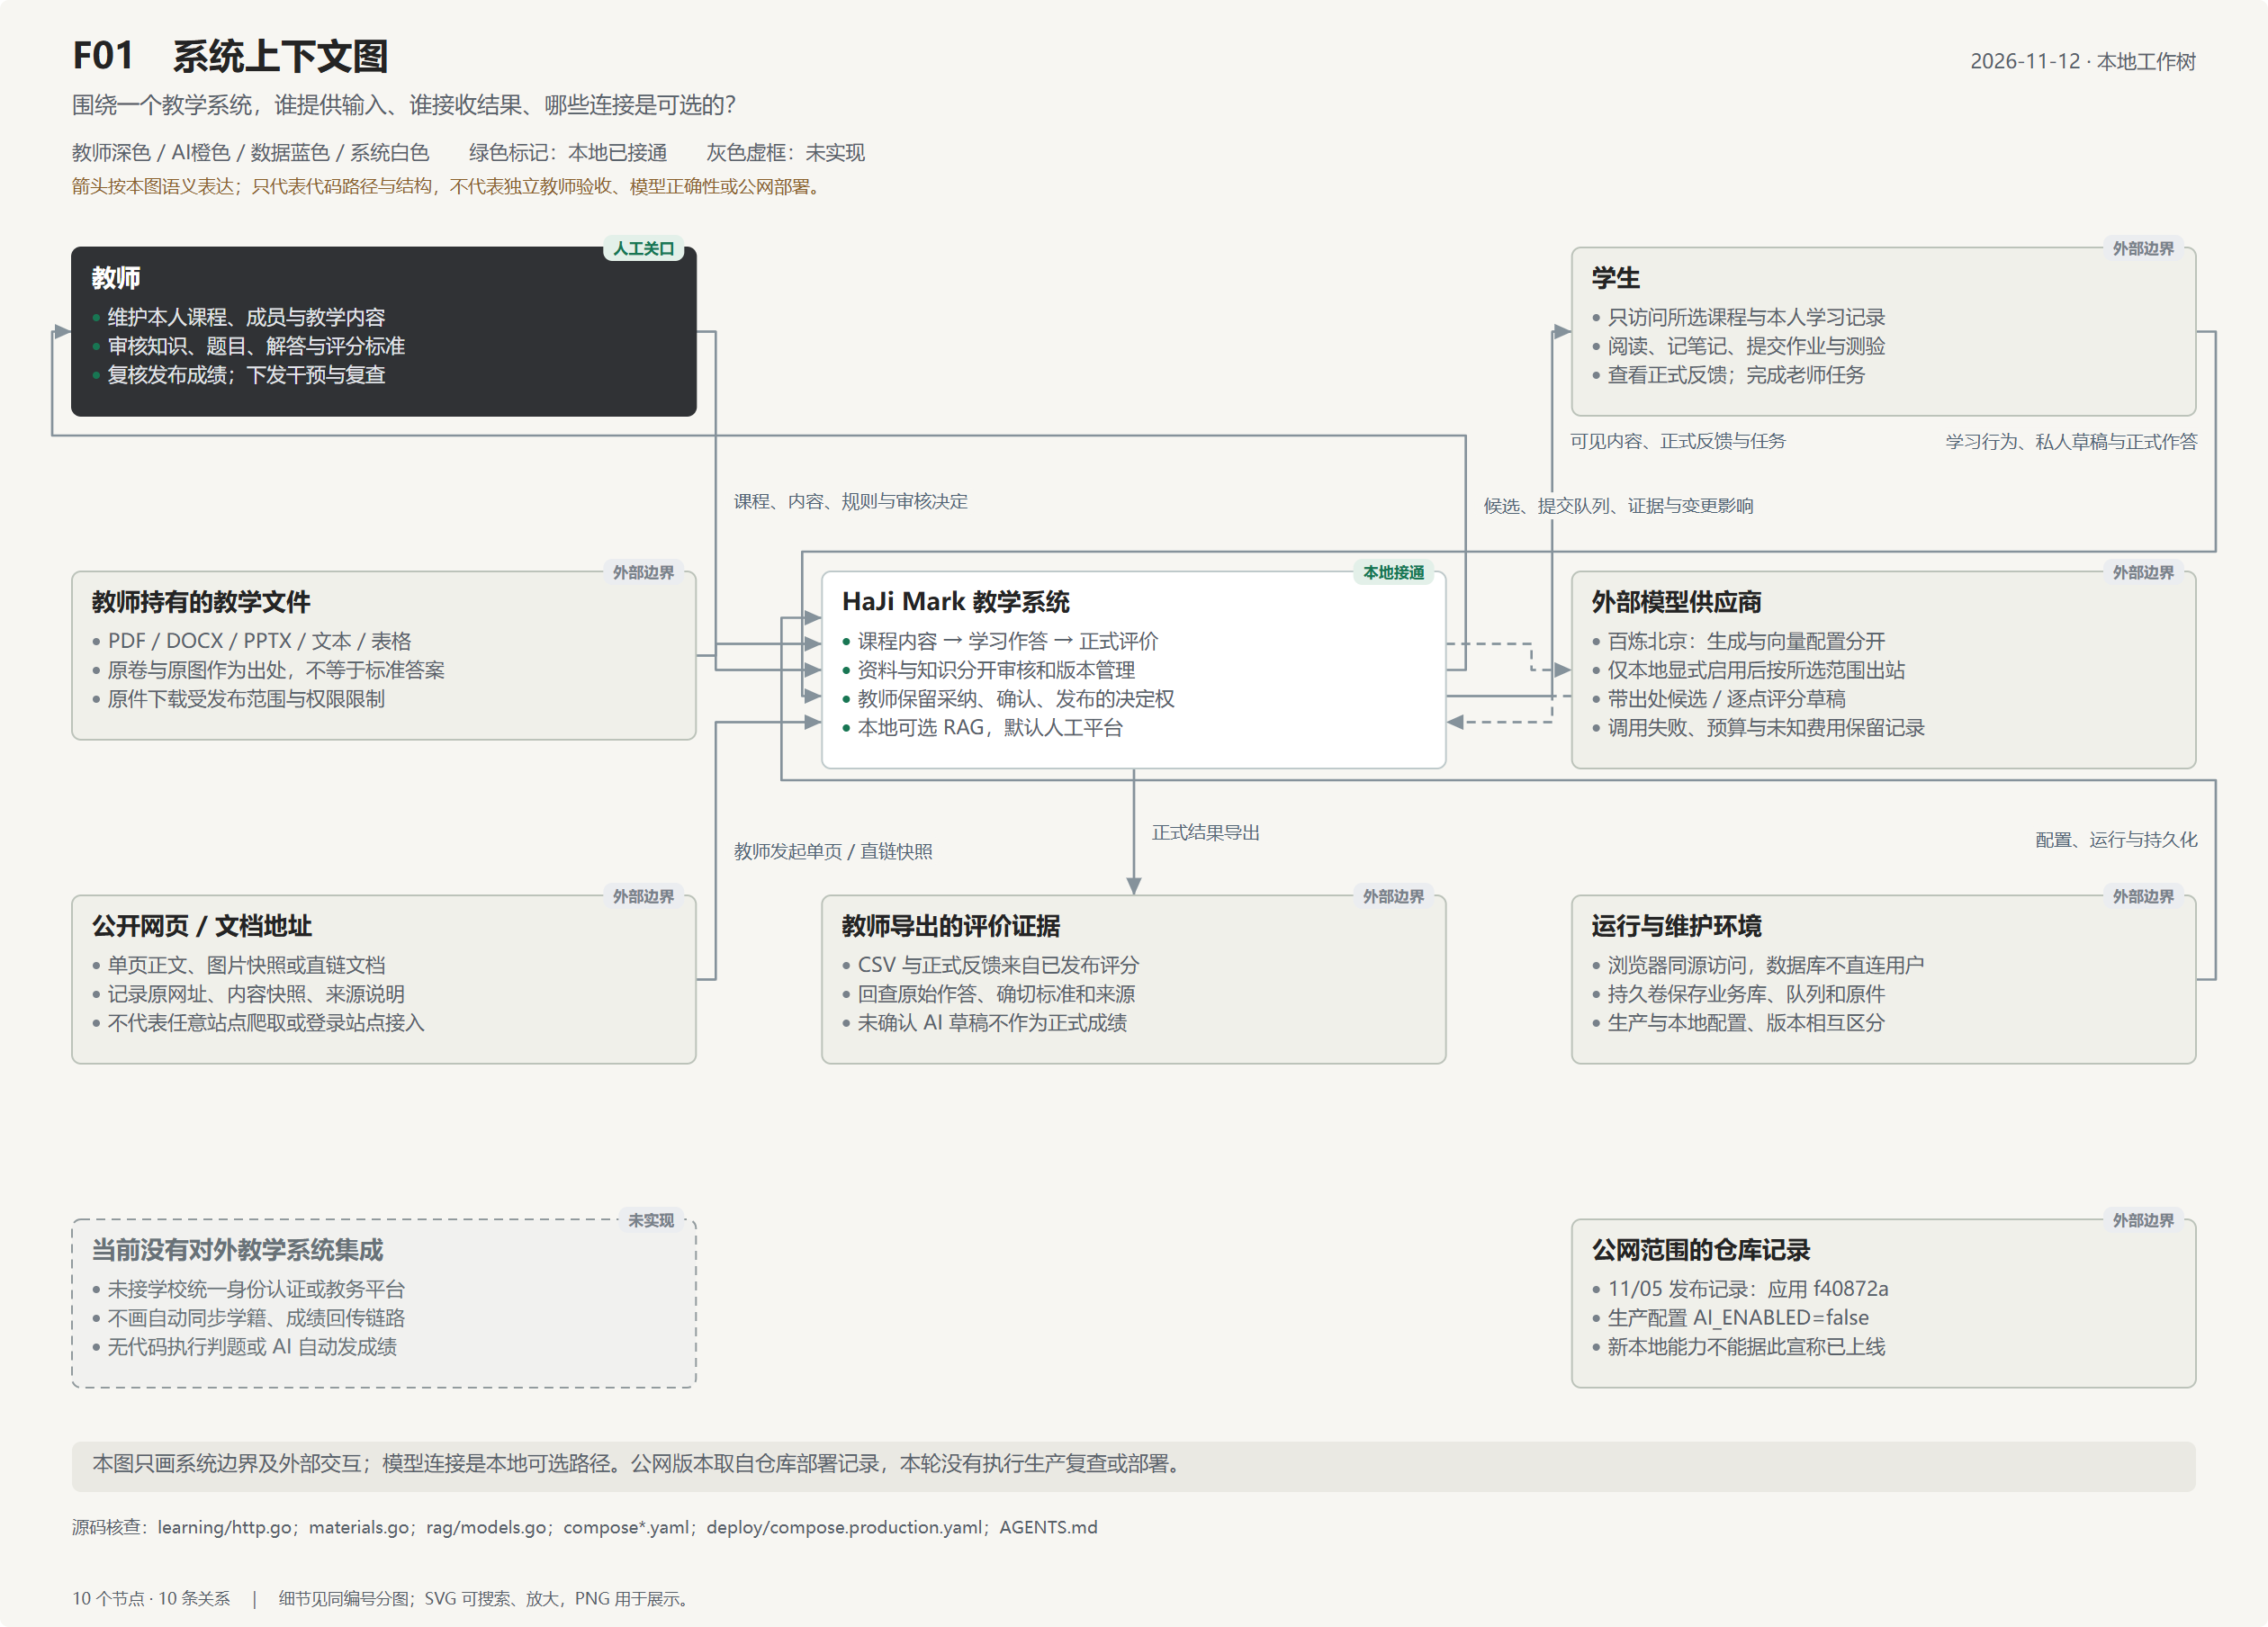 F01 系统上下文图
2026-11-12 · 本地工作树
围绕一个教学系统，谁提供输入、谁接收结果、哪些连接是可选的？
教师深色 / AI橙色 / 数据蓝色 / 系统白色 绿色标记：本地已接通 灰色虚框：未实现
箭头按本图语义表达；只代表代码路径与结构，不代表独立教师验收、模型正确性或公网部署。
人工关口
教师
• 维护本人课程、成员与教学内容
• 审核知识、题目、解答与评分标准
• 复核发布成绩；下发干预与复查
外部边界
学生
• 只访问所选课程与本人学习记录
• 阅读、记笔记、提交作业与测验
• 查看正式反馈；完成老师任务
可见内容、正式反馈与任务
学习行为、私人草稿与正式作答
课程、内容、规则与审核决定
候选、提交队列、证据与变更影响
外部边界
教师持有的教学文件
• PDF / DOCX / PPTX / 文本 / 表格
• 原卷与原图作为出处，不等于标准答案
• 原件下载受发布范围与权限限制
本地接通
HaJi Mark 教学系统
• 课程内容 → 学习作答 → 正式评价
• 资料与知识分开审核和版本管理
• 教师保留采纳、确认、发布的决定权
• 本地可选 RAG，默认人工平台
外部边界
外部模型供应商
• 百炼北京：生成与向量配置分开
• 仅本地显式启用后按所选范围出站
• 带出处候选 / 逐点评分草稿
• 调用失败、预算与未知费用保留记录
教师发起单页 / 直链快照
正式结果导出
配置、运行与持久化
外部边界
公开网页 / 文档地址
• 单页正文、图片快照或直链文档
• 记录原网址、内容快照、来源说明
• 不代表任意站点爬取或登录站点接入
外部边界
教师导出的评价证据
• CSV 与正式反馈来自已发布评分
• 回查原始作答、确切标准和来源
• 未确认 AI 草稿不作为正式成绩
外部边界
运行与维护环境
• 浏览器同源访问，数据库不直连用户
• 持久卷保存业务库、队列和原件
• 生产与本地配置、版本相互区分
未实现
当前没有对外教学系统集成
• 未接学校统一身份认证或教务平台
• 不画自动同步学籍、成绩回传链路
• 无代码执行判题或 AI 自动发成绩
外部边界
公网范围的仓库记录
• 11/05 发布记录：应用 f40872a
• 生产配置 AI_ENABLED=false
• 新本地能力不能据此宣称已上线
本图只画系统边界及外部交互；模型连接是本地可选路径。公网版本取自仓库部署记录，本轮没有执行生产复查或部署。
源码核查：learning/http.go；materials.go；rag/models.go；compose*.yaml；deploy/compose.production.yaml；AGENTS.md
10 个节点 · 10 条关系 | 细节见同编号分图；SVG 可搜索、放大，PNG 用于展示。